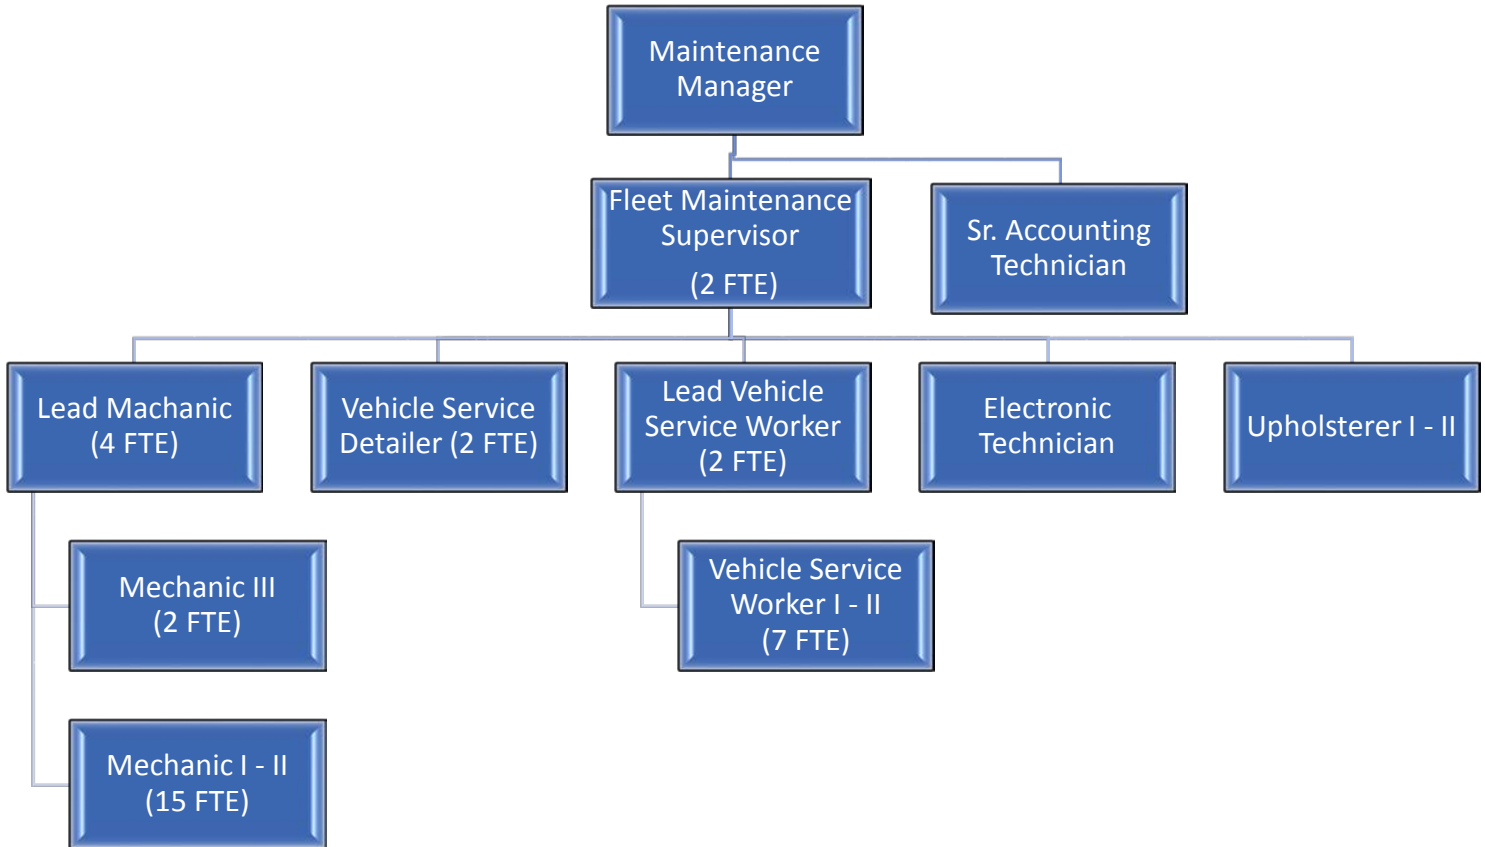 Maintenance
Manager
Fleet Maintenance
Supervisor
(2 FTE)
Sr. Accounting
Technician
Lead Machanic
(4 FTE)
Vehicle Service
Detailer (2 FTE)
Lead Vehicle
Service Worker
(2 FTE)
Electronic
Technician
Upholsterer I - II
Mechanic III
(2 FTE)
Vehicle Service
Worker I - II
(7 FTE)
Mechanic I - II
(15 FTE)